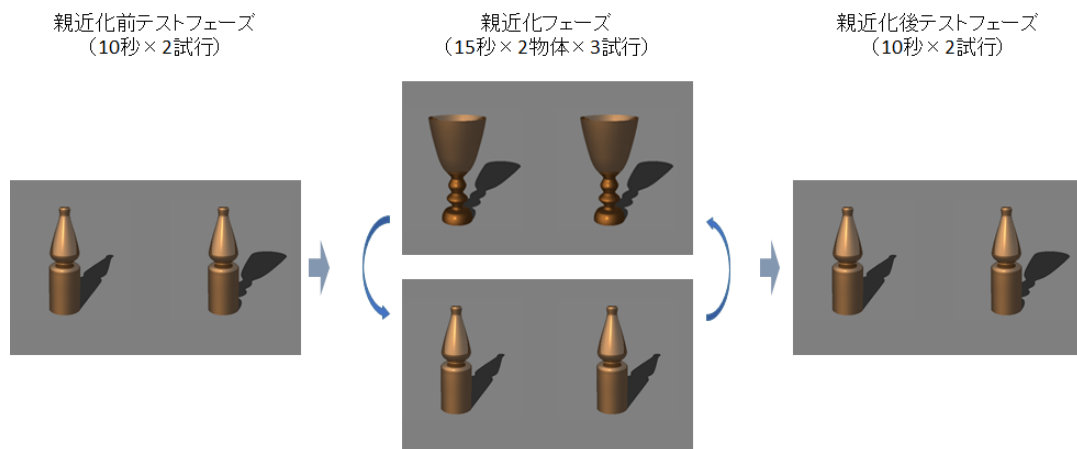 親近化前テストフェーズ
（10秒×2試行）
親近化フェーズ
（15秒×2物体×3試行）
親近化後テストフェーズ
（10秒×2試行）